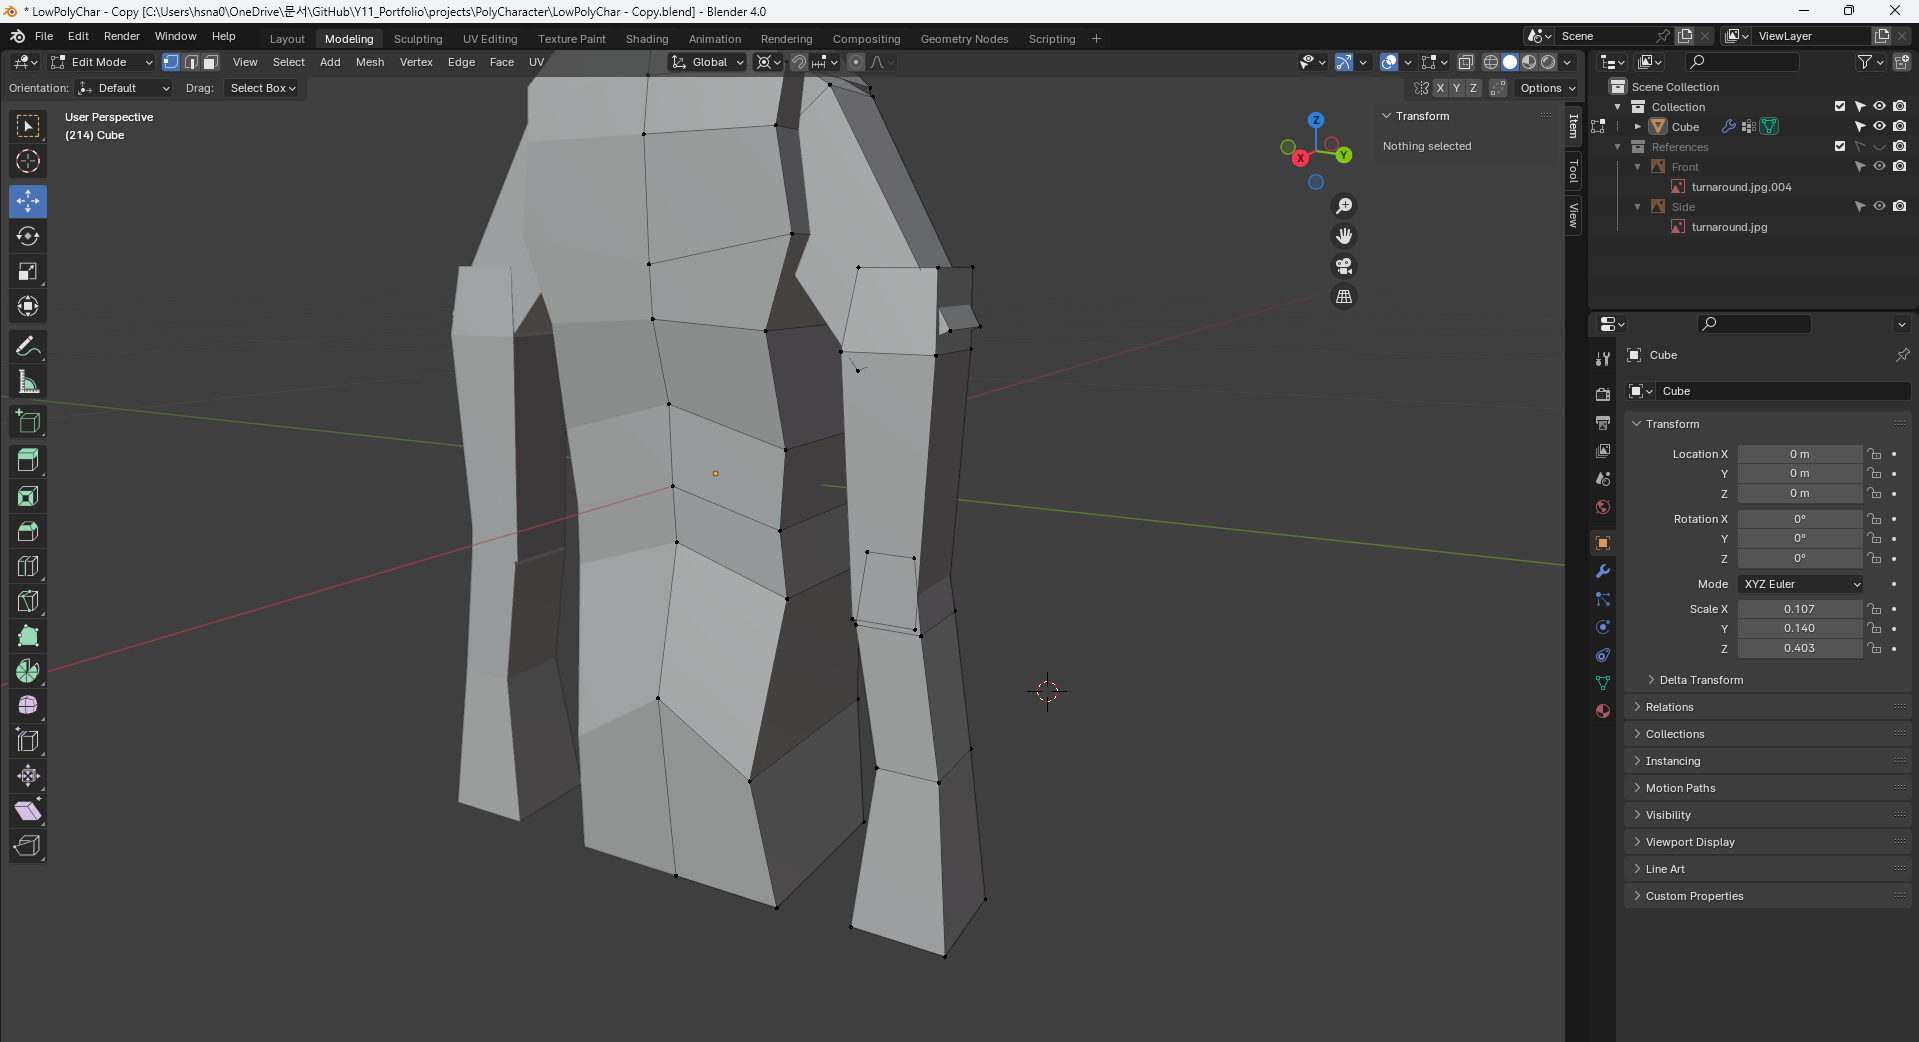 * LowPolyChar - Copy [C:\Users\hsna0\OneDrive\문서\GitHub\Y11_Portfolio\projects\PolyCharacter\LowPolyChar - Copy.blend] - Blender 4.0
File Edit Render Window Help Layout Modeling Sculpting UV Editing Texture Paint Shading Animation Rendering Compositing Geometry Nodes Scripting + Scene ViewLayer
Edit Mode View Select Add Mesh Vertex Edge Face UV Global
Orientation: Default Drag: Select Box X Y Z Options
User Perspective
(214) Cube
Z
X
Y
Transform
Nothing selected
Item
Tool
View
Scene Collection
Collection
Cube
References
Front
turnaround.jpg.004
Side
turnaround.jpg
Cube
Cube
Transform
Location X 0 m
Y 0 m
Z 0 m
Rotation X 0°
Y 0°
Z 0°
Mode XYZ Euler
Scale X 0.107
Y 0.140
Z 0.403
Delta Transform
Relations
Collections
Instancing
Motion Paths
Visibility
Viewport Display
Line Art
Custom Properties